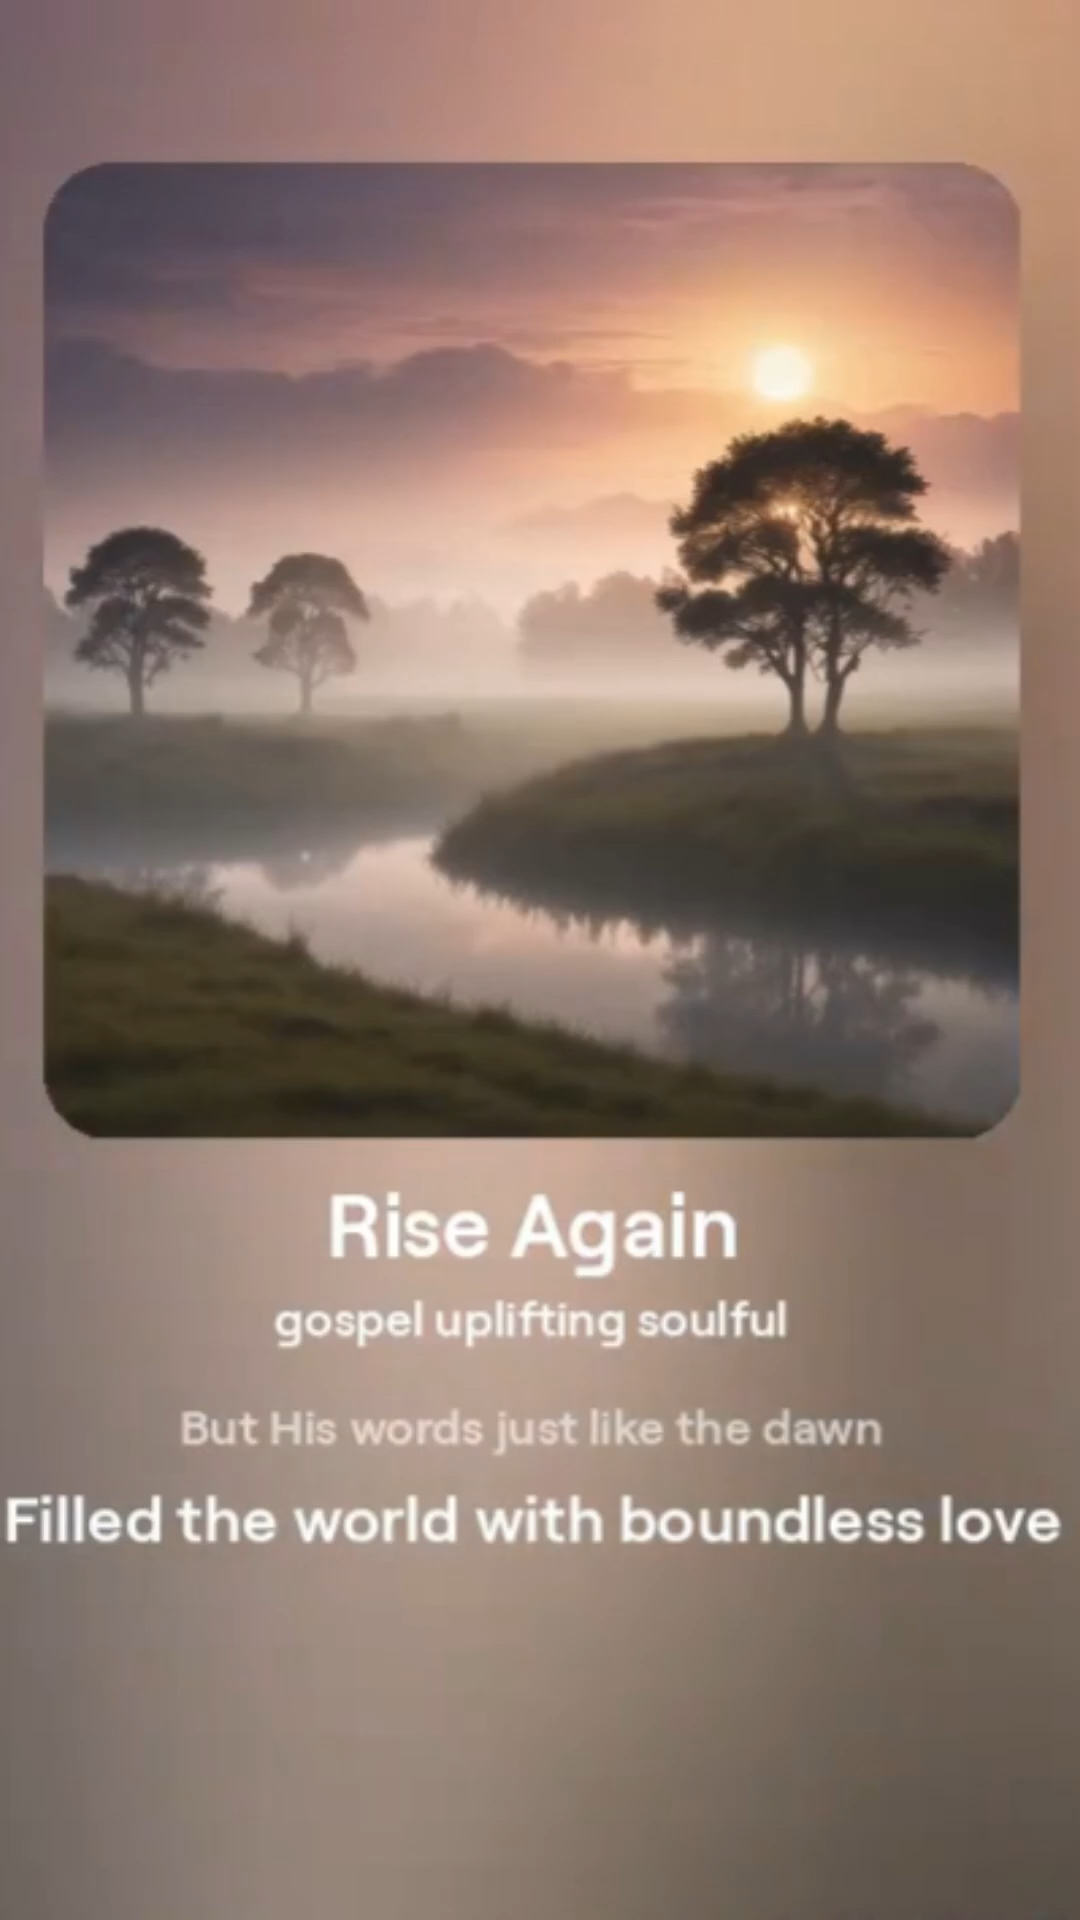 Rise Again
gospel uplifting soulful
But His words just like the dawn
Filled the world with boundless love